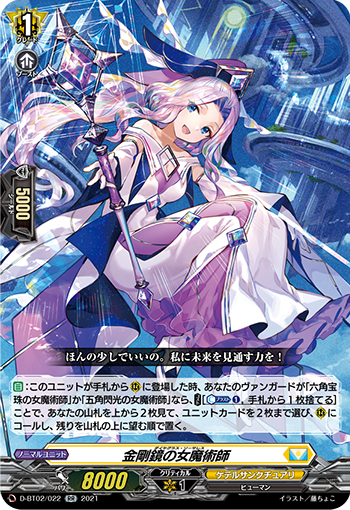 1
グレード
ブースト
5000
シールド
ほんの少しでいいの。私に未来を見通す力を！
自：このユニットが手札からRに登場した時、あなたのヴァンガードが「六角宝
珠の女魔術師」か「五角閃光の女魔術師」なら、【コスト】[SB1，手札から1枚捨てる]
ことで、あなたの山札を上から2枚見て、ユニットカードを2枚まで選び、Rに
コールし、残りを山札の上に望む順で置く。
ノーマルユニット
金剛鏡の女魔術師
パワー
8000
クリティカル
1
ケテルサンクチュアリ
ヒューマン
D-BT02/022 RR 2021
イラスト／藤ちょこ